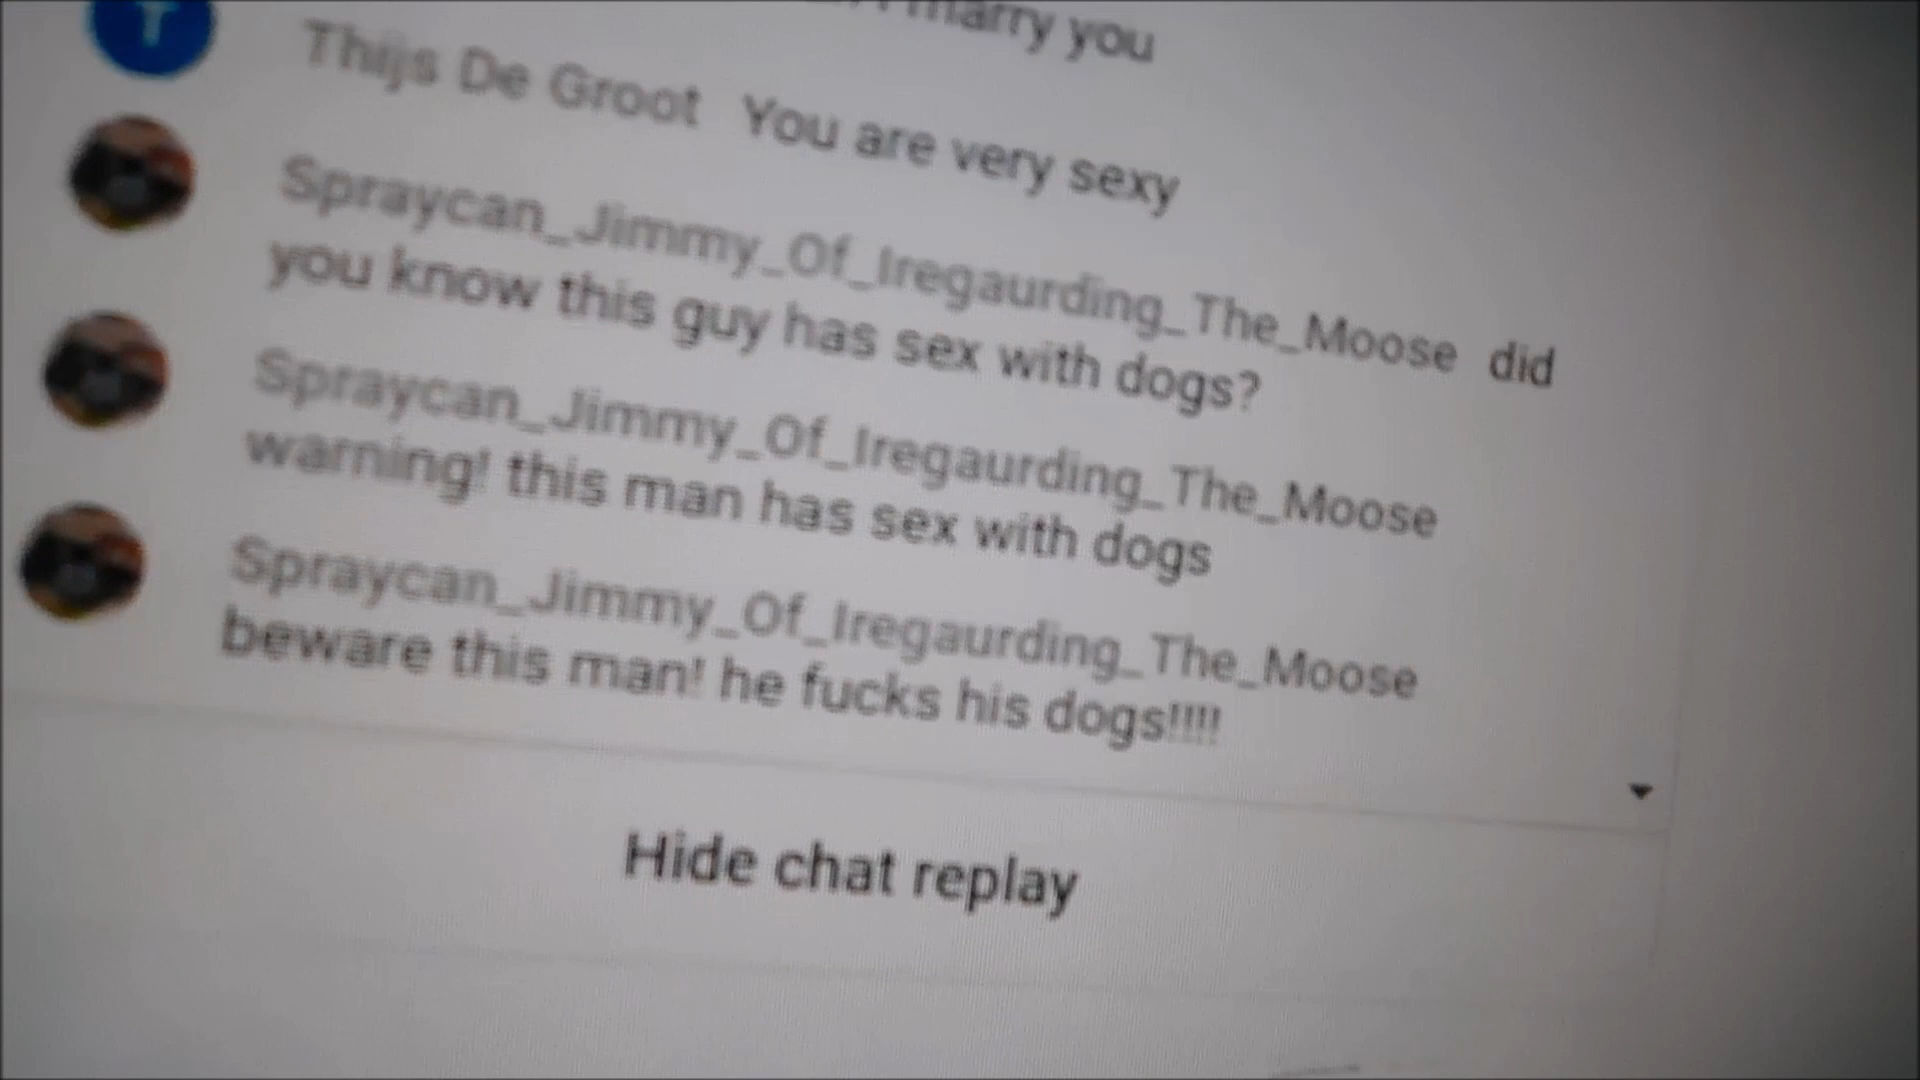 marry you
T
Thijs De Groot You are very sexy
Spraycan_Jimmy_Of_Iregaurding_The_Moose did
you know this guy has sex with dogs?
Spraycan_Jimmy_Of_Iregaurding_The_Moose
warning! this man has sex with dogs
Spraycan_Jimmy_Of_Iregaurding_The_Moose
beware this man! he fucks his dogs!!!!!
Hide chat replay